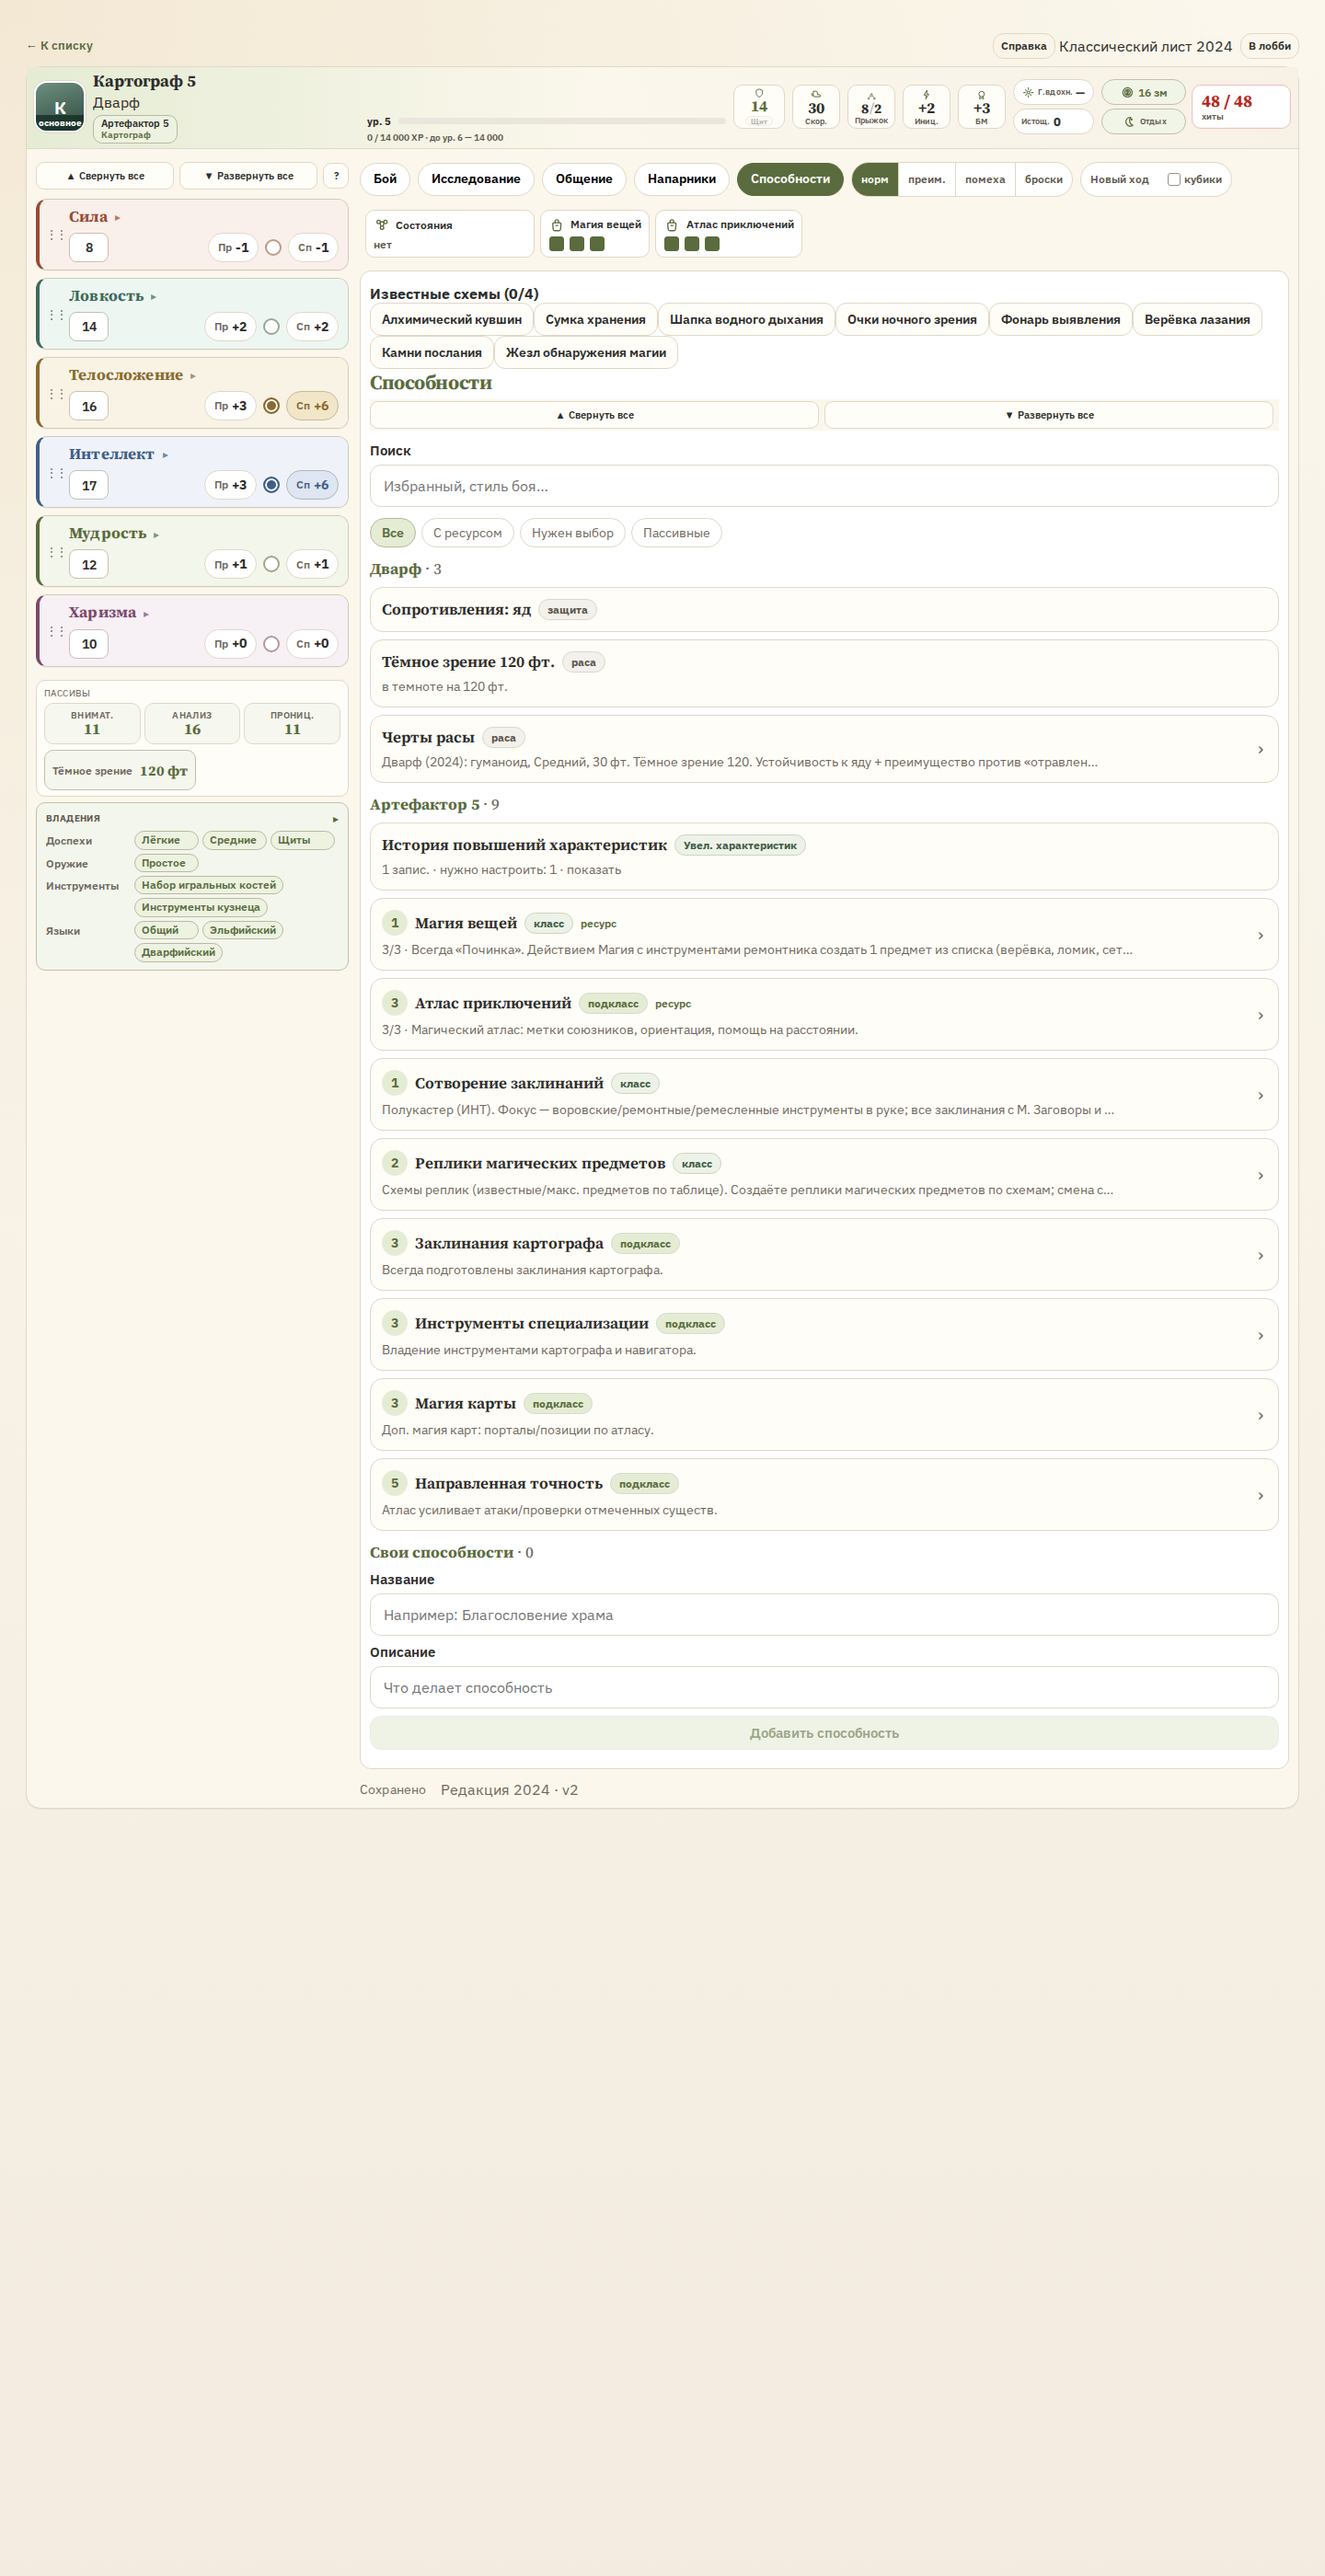 ← К списку
Справка Классический лист 2024 В лобби
К
основное
Картограф 5
Дварф
Артефактор 5
Картограф
ур. 5
0 / 14 000 XP · до ур. 6 — 14 000
14
Щит
30
Скор.
8/2
Прыжок
+2
Иниц.
+3
БМ
Г.вдохн. —
Истощ. 0
16 зм
Отдых
48 / 48
хиты
▲ Свернуть все ▼ Развернуть все ?
Сила ▸
8 Пр -1 Сп -1
Ловкость ▸
14 Пр +2 Сп +2
Телосложение ▸
16 Пр +3 Сп +6
Интеллект ▸
17 Пр +3 Сп +6
Мудрость ▸
12 Пр +1 Сп +1
Харизма ▸
10 Пр +0 Сп +0
ПАССИВЫ
ВНИМАТ. АНАЛИЗ ПРОНИЦ.
11 16 11
Тёмное зрение 120 фт
ВЛАДЕНИЯ ▸
Доспехи Лёгкие Средние Щиты
Оружие Простое
Инструменты Набор игральных костей
Инструменты кузнеца
Языки Общий Эльфийский
Дварфийский
Бой Исследование Общение Напарники Способности норм преим. помеха броски Новый ход кубики
Состояния
нет
Магия вещей
Атлас приключений
Известные схемы (0/4)
Алхимический кувшин Сумка хранения Шапка водного дыхания Очки ночного зрения Фонарь выявления Верёвка лазания
Камни послания Жезл обнаружения магии
Способности
▲ Свернуть все ▼ Развернуть все
Поиск
Избранный, стиль боя…
Все С ресурсом Нужен выбор Пассивные
Дварф · 3
Сопротивления: яд защита
Тёмное зрение 120 фт. раса
в темноте на 120 фт.
Черты расы раса
Дварф (2024): гуманоид, Средний, 30 фт. Тёмное зрение 120. Устойчивость к яду + преимущество против «отравлен… ›
Артефактор 5 · 9
История повышений характеристик Увел. характеристик
1 запис. · нужно настроить: 1 · показать
1 Магия вещей класс ресурс
3/3 · Всегда «Починка». Действием Магия с инструментами ремонтника создать 1 предмет из списка (верёвка, ломик, сет… ›
3 Атлас приключений подкласс ресурс
3/3 · Магический атлас: метки союзников, ориентация, помощь на расстоянии. ›
1 Сотворение заклинаний класс
Полукастер (ИНТ). Фокус — воровские/ремонтные/ремесленные инструменты в руке; все заклинания с М. Заговоры и … ›
2 Реплики магических предметов класс
Схемы реплик (известные/макс. предметов по таблице). Создаёте реплики магических предметов по схемам; смена с… ›
3 Заклинания картографа подкласс
Всегда подготовлены заклинания картографа. ›
3 Инструменты специализации подкласс
Владение инструментами картографа и навигатора. ›
3 Магия карты подкласс
Доп. магия карт: порталы/позиции по атласу. ›
5 Направленная точность подкласс
Атлас усиливает атаки/проверки отмеченных существ. ›
Свои способности · 0
Название
Например: Благословение храма
Описание
Что делает способность
Добавить способность
Сохранено Редакция 2024 · v2